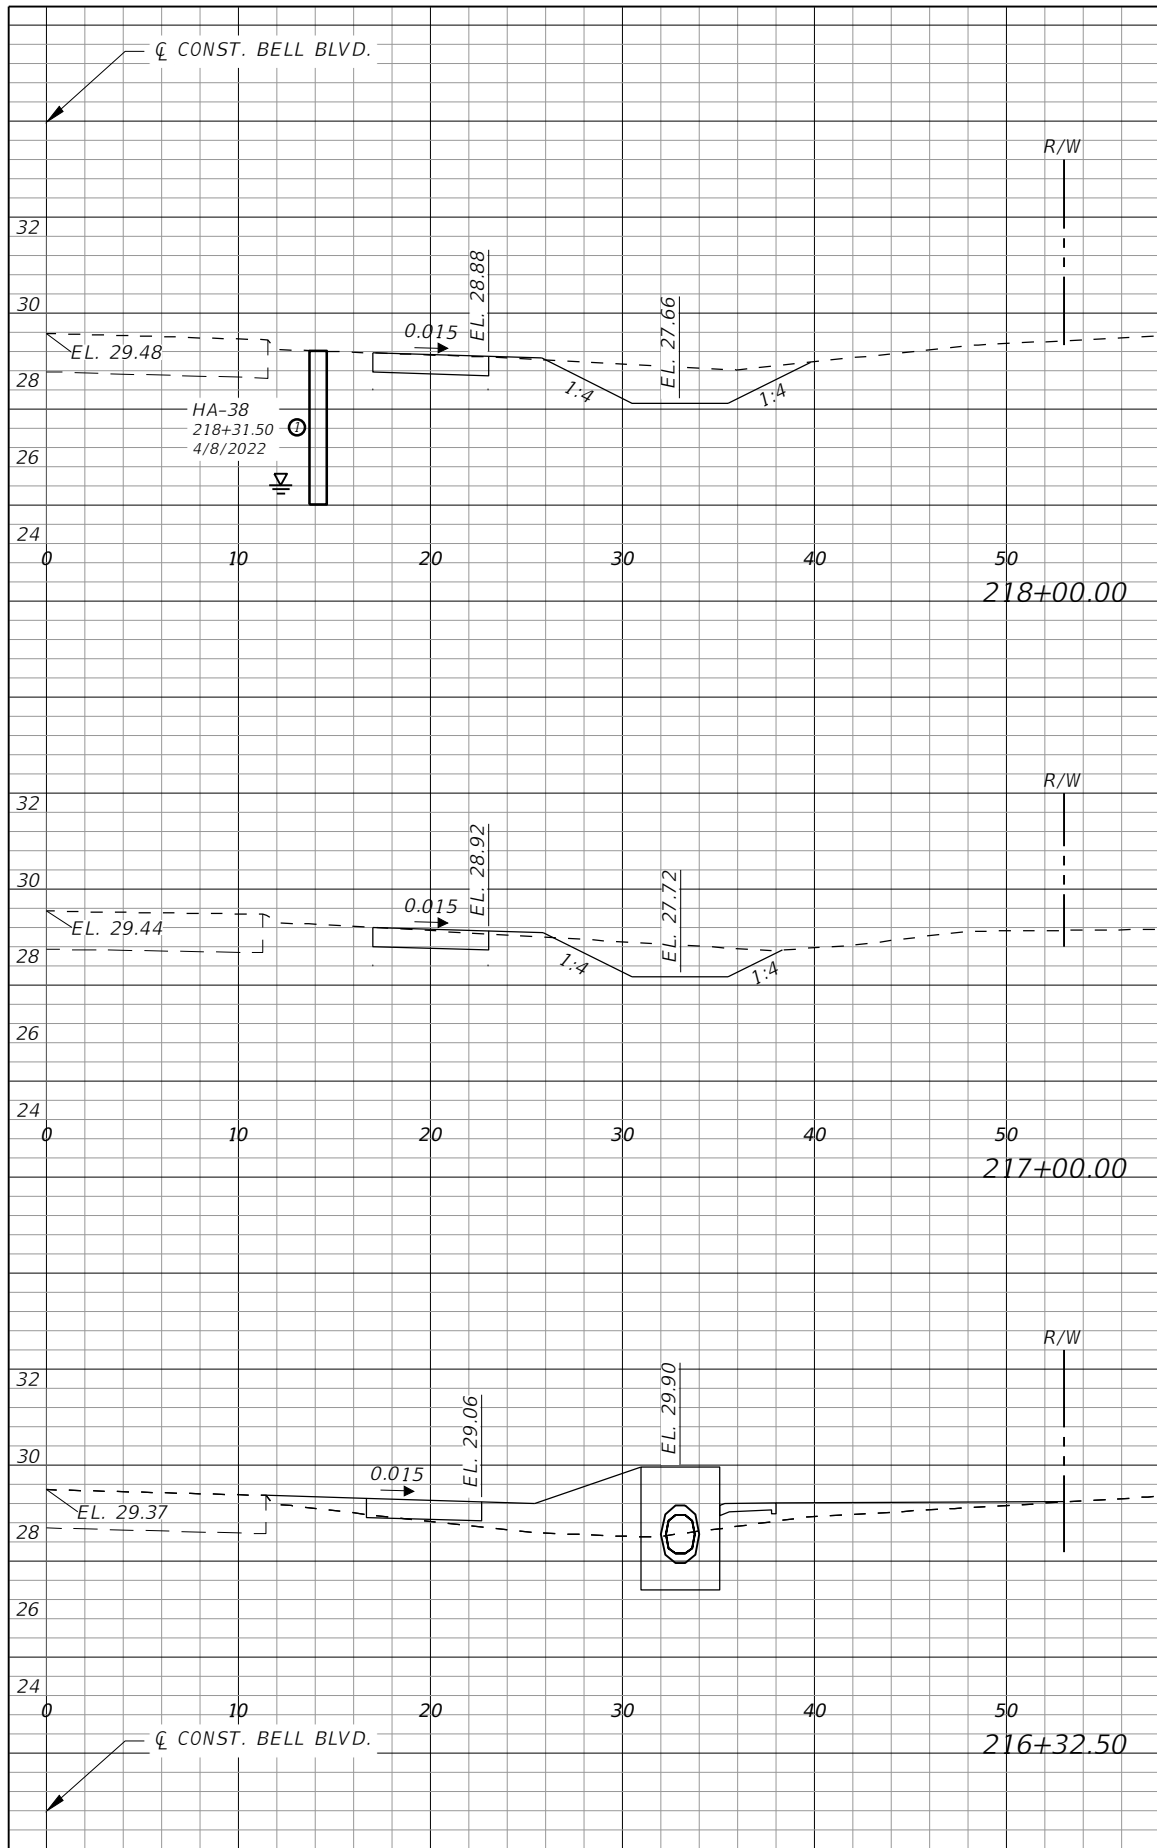 ℄ CONST. BELL BLVD.
R/W
32
EL. 28.88
EL. 27.66
30
0.015
EL. 29.48
28
1:4
1:4
HA-38
218+31.50
1
4/8/2022
26
24
0 10 20 30 40 50
218+00.00
R/W
32
EL. 28.92
EL. 27.72
30
0.015
EL. 29.44
28
1:4
1:4
26
24
0 10 20 30 40 50
217+00.00
R/W
32
EL. 29.06
EL. 29.90
30
0.015
EL. 29.37
28
26
24
0 10 20 30 40 50
℄ CONST. BELL BLVD.
216+32.50